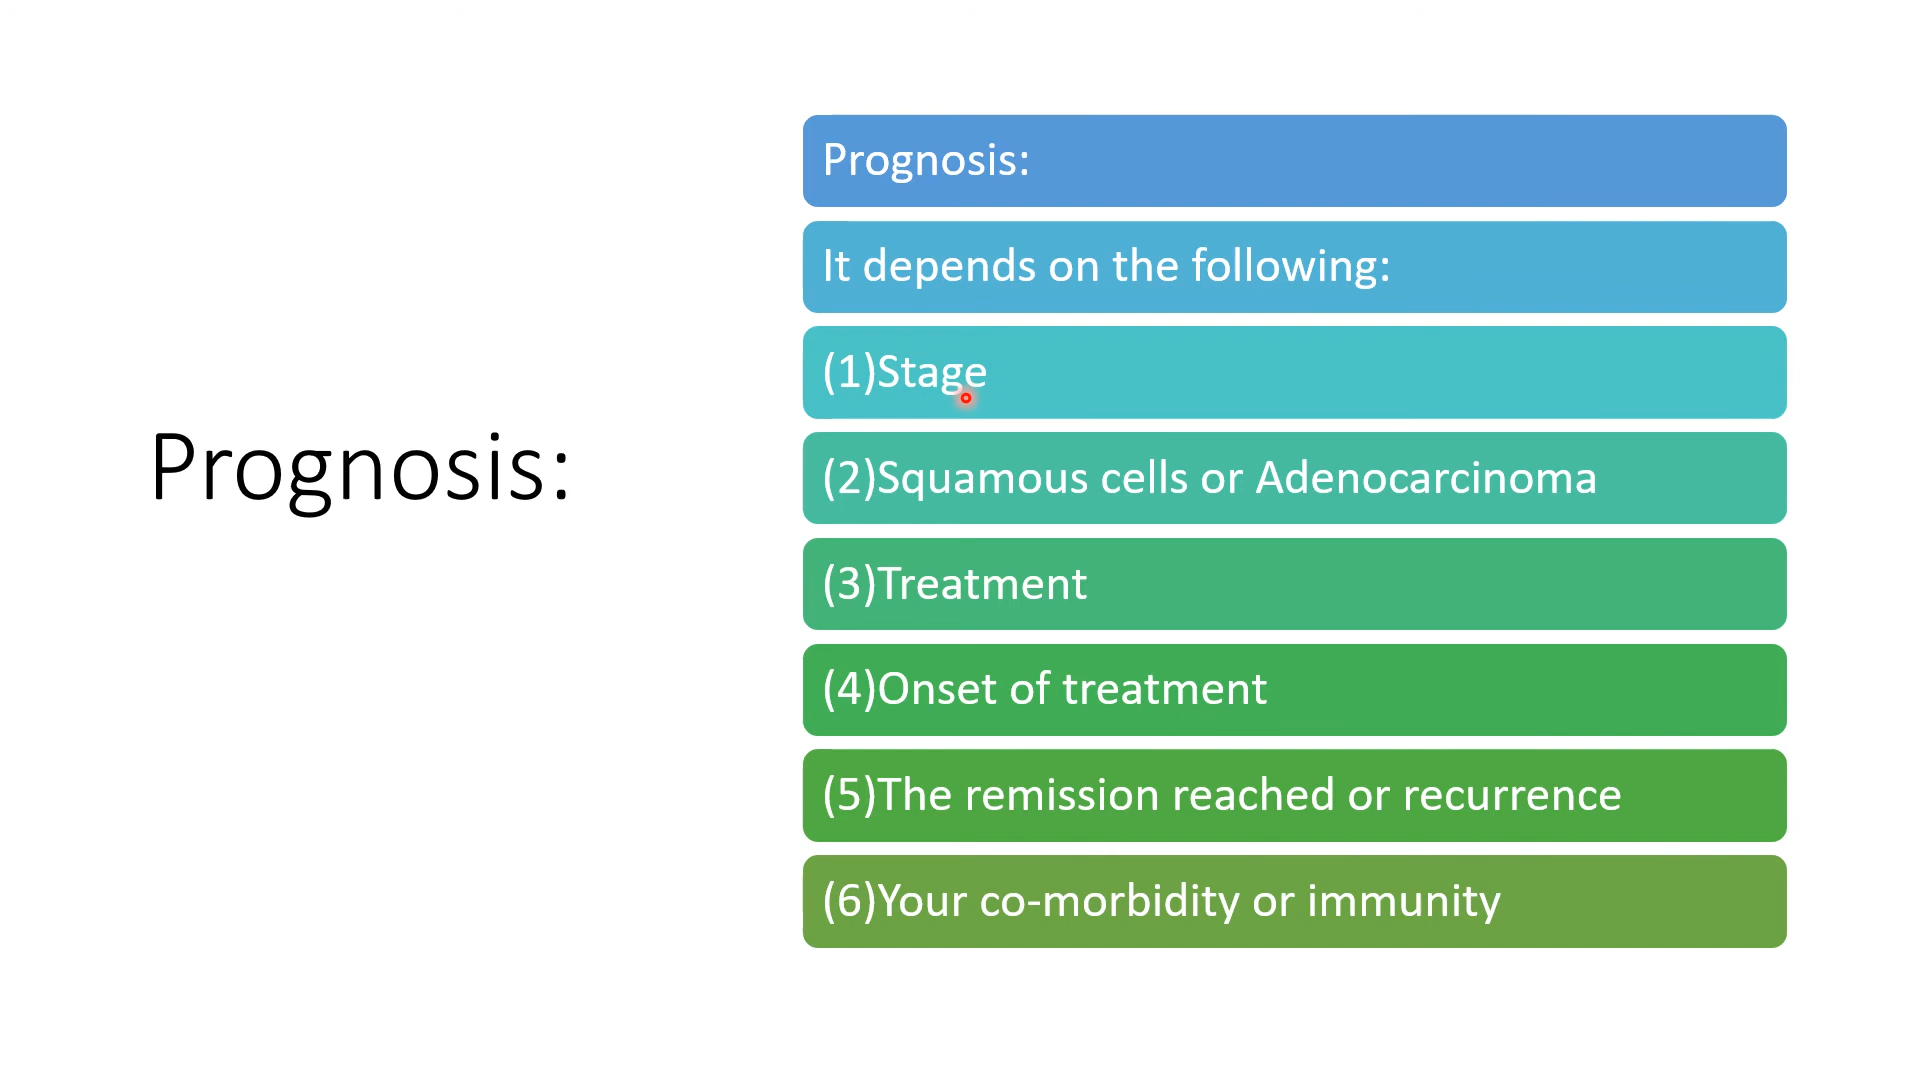 Prognosis:
Prognosis:
It depends on the following:
(1)Stage
(2)Squamous cells or Adenocarcinoma
(3)Treatment
(4)Onset of treatment
(5)The remission reached or recurrence
(6)Your co-morbidity or immunity